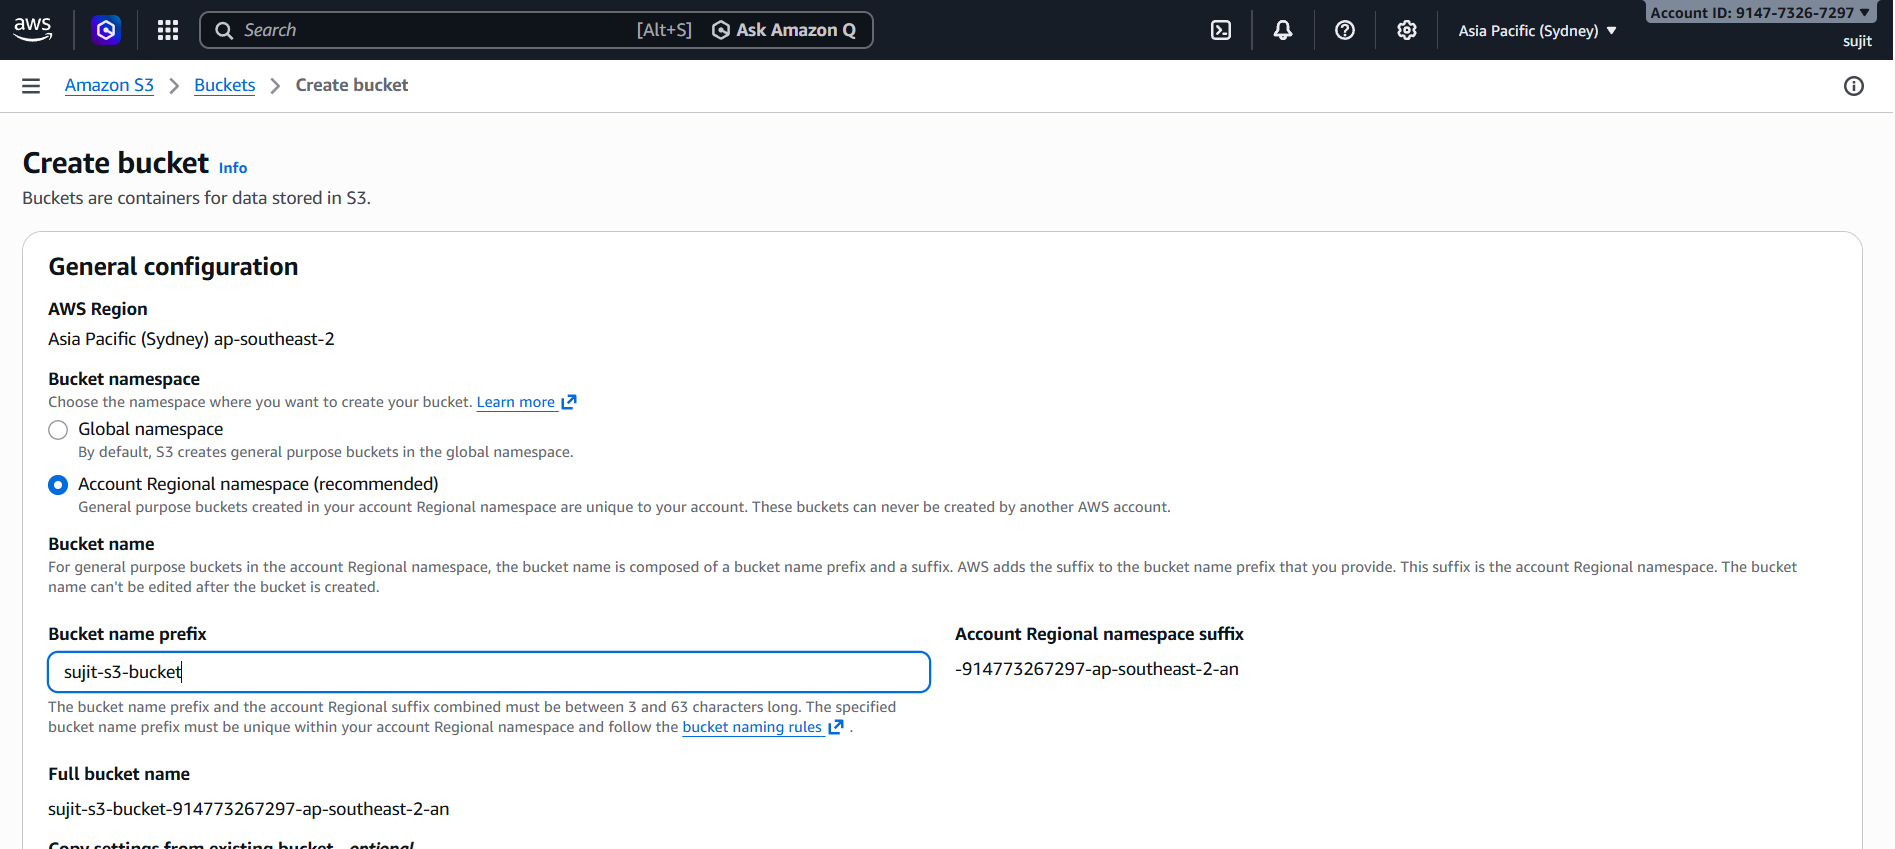 aws
Search [Alt+S] Ask Amazon Q
Asia Pacific (Sydney)
Account ID: 9147-7326-7297
sujit
Amazon S3 > Buckets > Create bucket
Create bucket Info
Buckets are containers for data stored in S3.
General configuration
AWS Region
Asia Pacific (Sydney) ap-southeast-2
Bucket namespace
Choose the namespace where you want to create your bucket. Learn more
Global namespace
By default, S3 creates general purpose buckets in the global namespace.
Account Regional namespace (recommended)
General purpose buckets created in your account Regional namespace are unique to your account. These buckets can never be created by another AWS account.
Bucket name
For general purpose buckets in the account Regional namespace, the bucket name is composed of a bucket name prefix and a suffix. AWS adds the suffix to the bucket name prefix that you provide. This suffix is the account Regional namespace. The bucket
name can't be edited after the bucket is created.
Bucket name prefix
sujit-s3-bucket
Account Regional namespace suffix
-914773267297-ap-southeast-2-an
The bucket name prefix and the account Regional suffix combined must be between 3 and 63 characters long. The specified
bucket name prefix must be unique within your account Regional namespace and follow the bucket naming rules .
Full bucket name
sujit-s3-bucket-914773267297-ap-southeast-2-an
Copy settings from existing bucket - optional